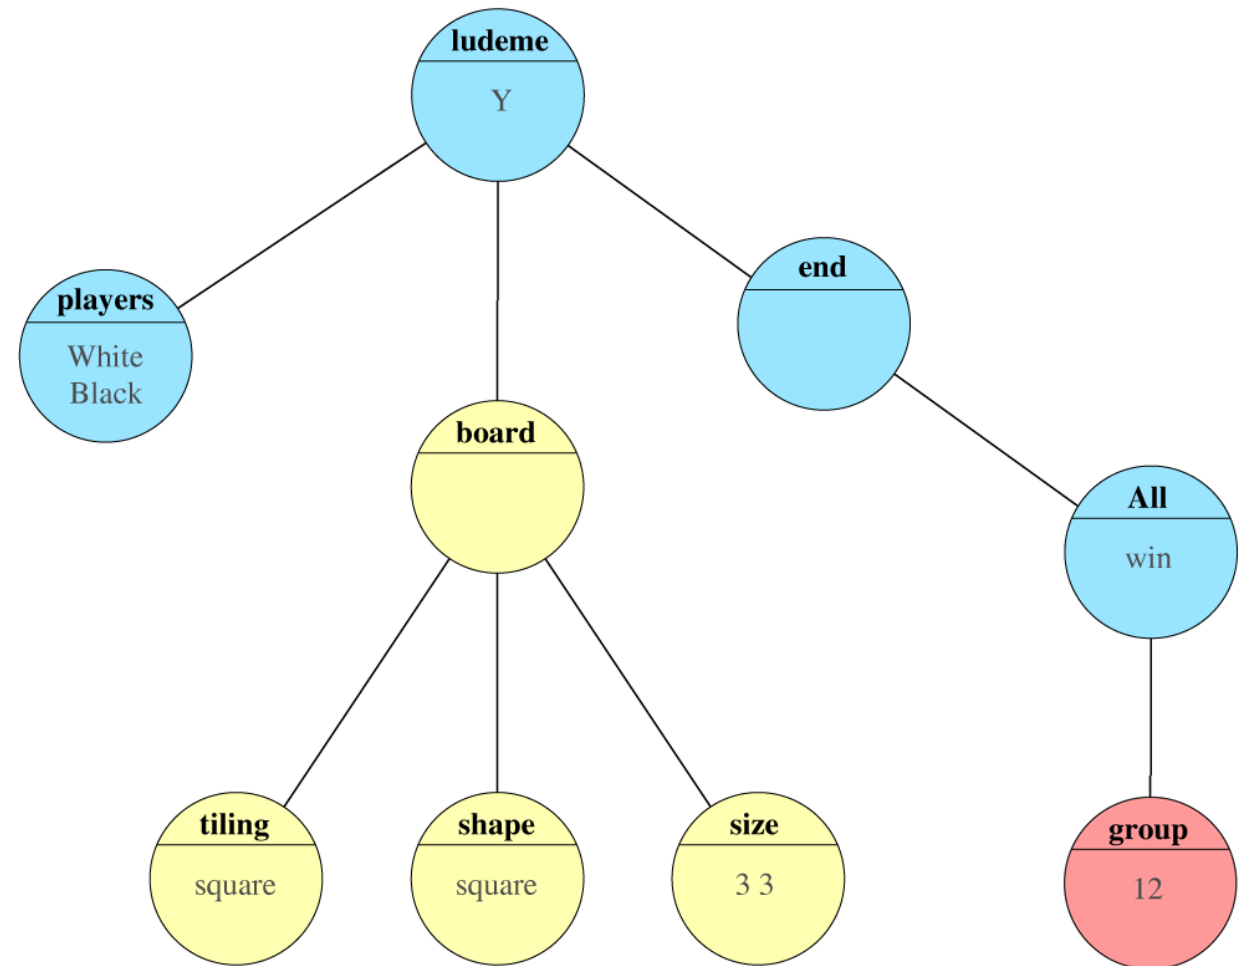 ludeme
Y
end
players
White
Black
board
All
win
tiling
square
shape
square
size
3 3
group
12